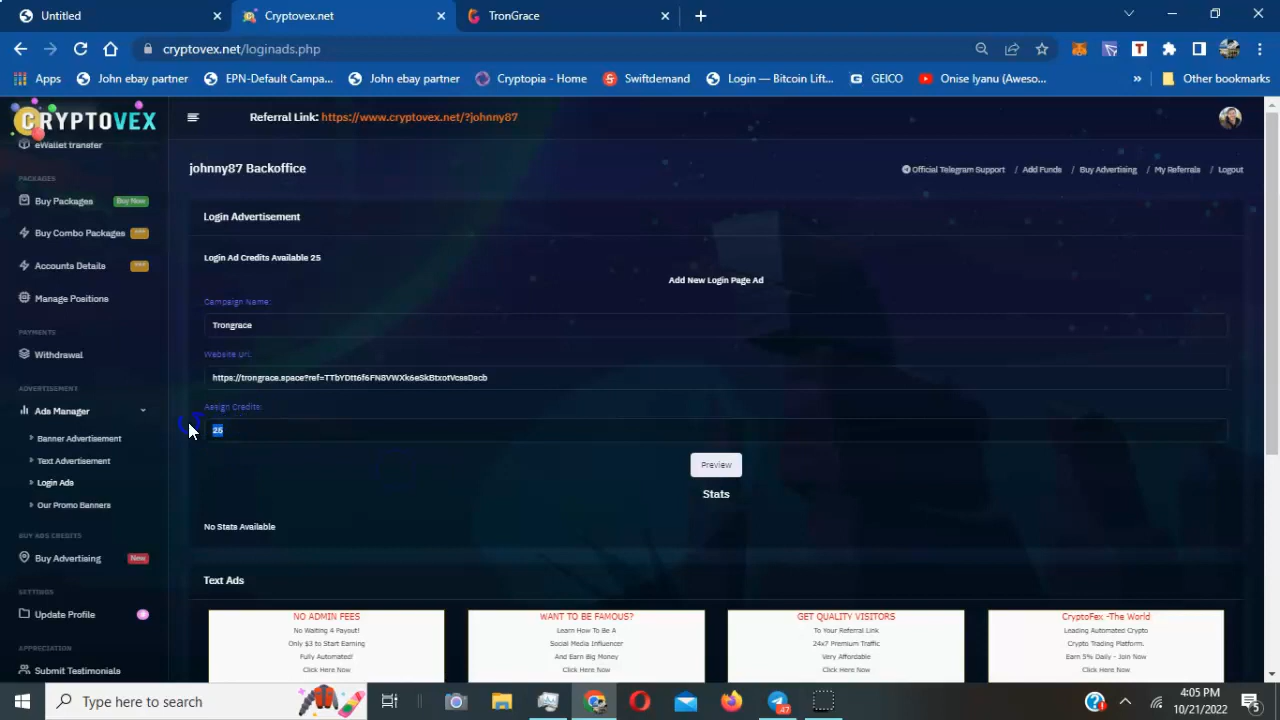 Untitled
Cryptovex.net
TronGrace
cryptovex.net/loginads.php
Apps
John ebay partner
EPN-Default Campa...
John ebay partner
Cryptopia - Home
Swiftdemand
Login — Bitcoin Lift...
GEICO
Onise Iyanu (Aweso...
»
Other bookmarks
CRYPTOVEX
Referral Link: https://www.cryptovex.net/?johnny87
eWallet transfer
PACKAGES
Buy Packages
Buy Now
Buy Combo Packages
Accounts Details
Manage Positions
PAYMENTS
Withdrawal
ADVERTISEMENT
Ads Manager
Banner Advertisement
Text Advertisement
Login Ads
Our Promo Banners
BUY ADS CREDITS
Buy Advertising
New
SETTINGS
Update Profile
APPRECIATION
Submit Testimonials
johnny87 Backoffice
Official Telegram Support / Add Funds / Buy Advertising / My Referrals / Logout
Login Advertisement
Login Ad Credits Available 25
Add New Login Page Ad
Campaign Name:
Trongrace
Website Url:
Assign Credits:
25
Preview
Stats
No Stats Available
Text Ads
NO ADMIN FEES
No Waiting 4 Payout!
Only $3 to Start Earning
Fully Automated!
Click Here Now
WANT TO BE FAMOUS?
Learn How To Be A
Social Media Influencer
And Earn Big Money
Click Here Now
GET QUALITY VISITORS
To Your Referral Link
24x7 Premium Traffic
Very Affordable
Click Here Now
CryptoFex -The World
Leading Automated Crypto
Crypto Trading Platform.
Earn 5% Daily - Join Now
Click Here Now
Type here to search
47
4:05 PM
10/21/2022
5